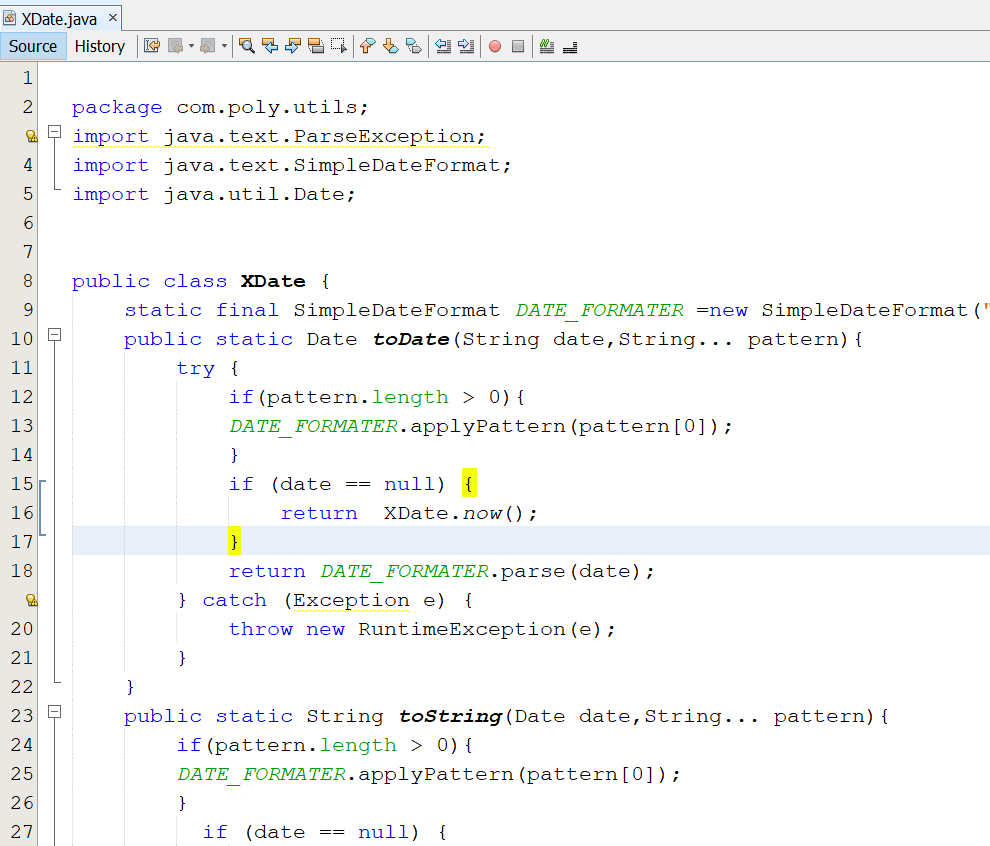 XDate.java ×
Source History
1
2 package com.poly.utils;
import java.text.ParseException;
4 import java.text.SimpleDateFormat;
5 import java.util.Date;
6
7
8 public class XDate {
9 static final SimpleDateFormat DATE_FORMATER =new SimpleDateFormat("
10 public static Date toDate(String date,String... pattern){
11 try {
12 if(pattern.length > 0){
13 DATE_FORMATER.applyPattern(pattern[0]);
14 }
15 if (date == null) {
16 return XDate.now();
17 }
18 return DATE_FORMATER.parse(date);
} catch (Exception e) {
20 throw new RuntimeException(e);
21 }
22 }
23 public static String toString(Date date,String... pattern){
24 if(pattern.length > 0){
25 DATE_FORMATER.applyPattern(pattern[0]);
26 }
27 if (date == null) {